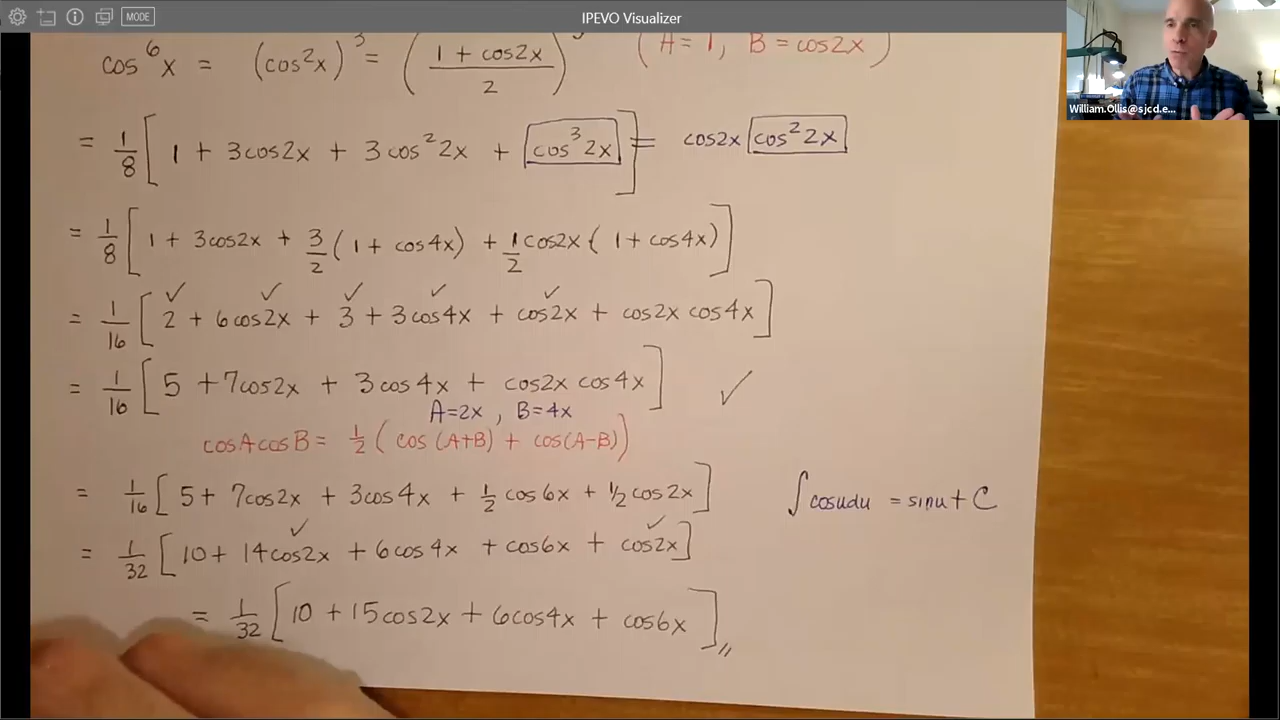 MODE
IPEVO Visualizer
William.Ollis@sjcd.e...
cos⁶x = (cos²x)³ = ((1 + cos2x)/2) (A = 1, B = cos2x)
= 1/8 [1 + 3cos2x + 3cos²2x + cos³2x] = cos2x cos²2x
= 1/8 [1 + 3cos2x + 3/2 (1 + cos4x) + 1/2 cos2x (1 + cos4x)]
= 1/16 [2 + 6cos2x + 3 + 3cos4x + cos2x + cos2x cos4x]
= 1/16 [5 + 7cos2x + 3cos4x + cos2x cos4x]
A=2x , B=4x
cosAcosB = 1/2 (cos(A+B) + cos(A-B))
= 1/16 [5 + 7cos2x + 3cos4x + 1/2 cos6x + 1/2 cos2x]
∫cosudu = sinu + C
= 1/32 [10 + 14cos2x + 6cos4x + cos6x + cos2x]
= 1/32 [10 + 15cos2x + 6cos4x + cos6x]